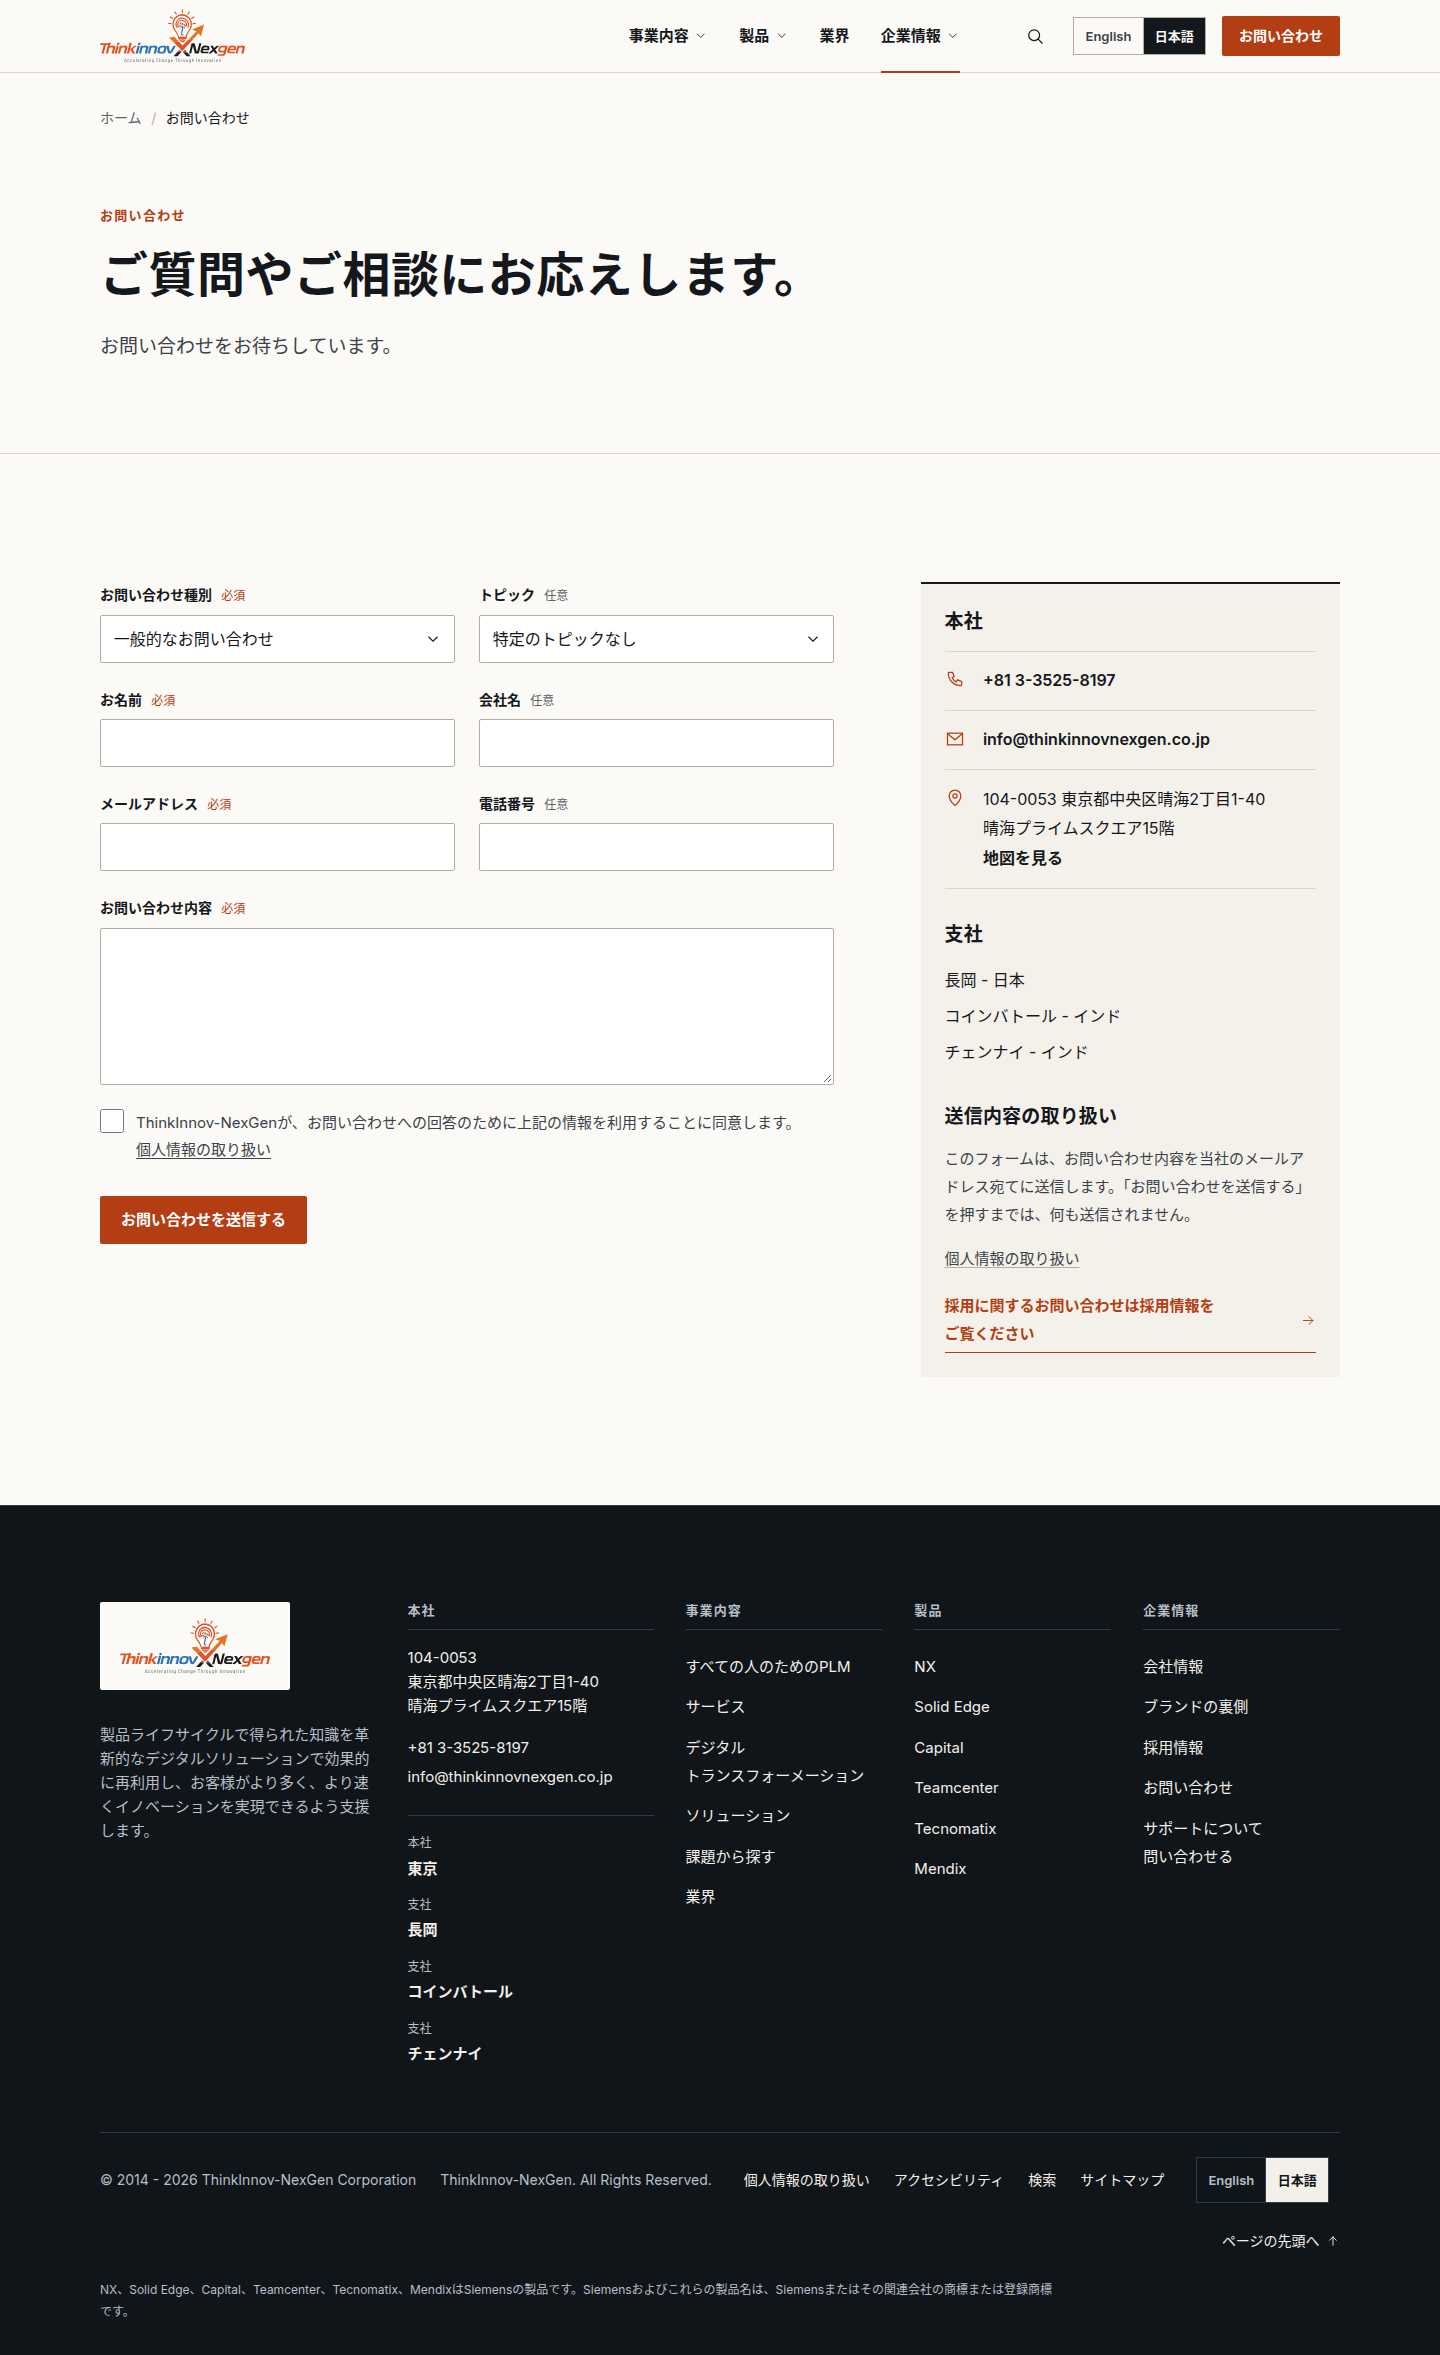 ThinkinnovXNexgen
Accelerating Change Through Innovation
事業内容
製品
業界
企業情報
English
日本語
お問い合わせ
ホーム / お問い合わせ
お問い合わせ
ご質問やご相談にお応えします。
お問い合わせをお待ちしています。
お問い合わせ種別 必須
トピック 任意
一般的なお問い合わせ
特定のトピックなし
お名前 必須
会社名 任意
メールアドレス 必須
電話番号 任意
お問い合わせ内容 必須
ThinkInnov-NexGenが、お問い合わせへの回答のために上記の情報を利用することに同意します。
個人情報の取り扱い
お問い合わせを送信する
本社
+81 3-3525-8197
info@thinkinnovnexgen.co.jp
104-0053 東京都中央区晴海2丁目1-40
晴海プライムスクエア15階
地図を見る
支社
長岡 - 日本
コインバトール - インド
チェンナイ - インド
送信内容の取り扱い
このフォームは、お問い合わせ内容を当社のメールア
ドレス宛てに送信します。「お問い合わせを送信する」
を押すまでは、何も送信されません。
個人情報の取り扱い
採用に関するお問い合わせは採用情報を
ご覧ください
ThinkinnovXNexgen
Accelerating Change Through Innovation
製品ライフサイクルで得られた知識を革
新的なデジタルソリューションで効果的
に再利用し、お客様がより多く、より速
くイノベーションを実現できるよう支援
します。
本社
104-0053
東京都中央区晴海2丁目1-40
晴海プライムスクエア15階
+81 3-3525-8197
info@thinkinnovnexgen.co.jp
本社
東京
支社
長岡
支社
コインバトール
支社
チェンナイ
事業内容
すべての人のためのPLM
サービス
デジタル
トランスフォーメーション
ソリューション
課題から探す
業界
製品
NX
Solid Edge
Capital
Teamcenter
Tecnomatix
Mendix
企業情報
会社情報
ブランドの裏側
採用情報
お問い合わせ
サポートについて
問い合わせる
© 2014 - 2026 ThinkInnov-NexGen Corporation
ThinkInnov-NexGen. All Rights Reserved.
個人情報の取り扱い
アクセシビリティ
検索
サイトマップ
English
日本語
ページの先頭へ ↑
NX、Solid Edge、Capital、Teamcenter、Tecnomatix、MendixはSiemensの製品です。Siemensおよびこれらの製品名は、Siemensまたはその関連会社の商標または登録商標
です。